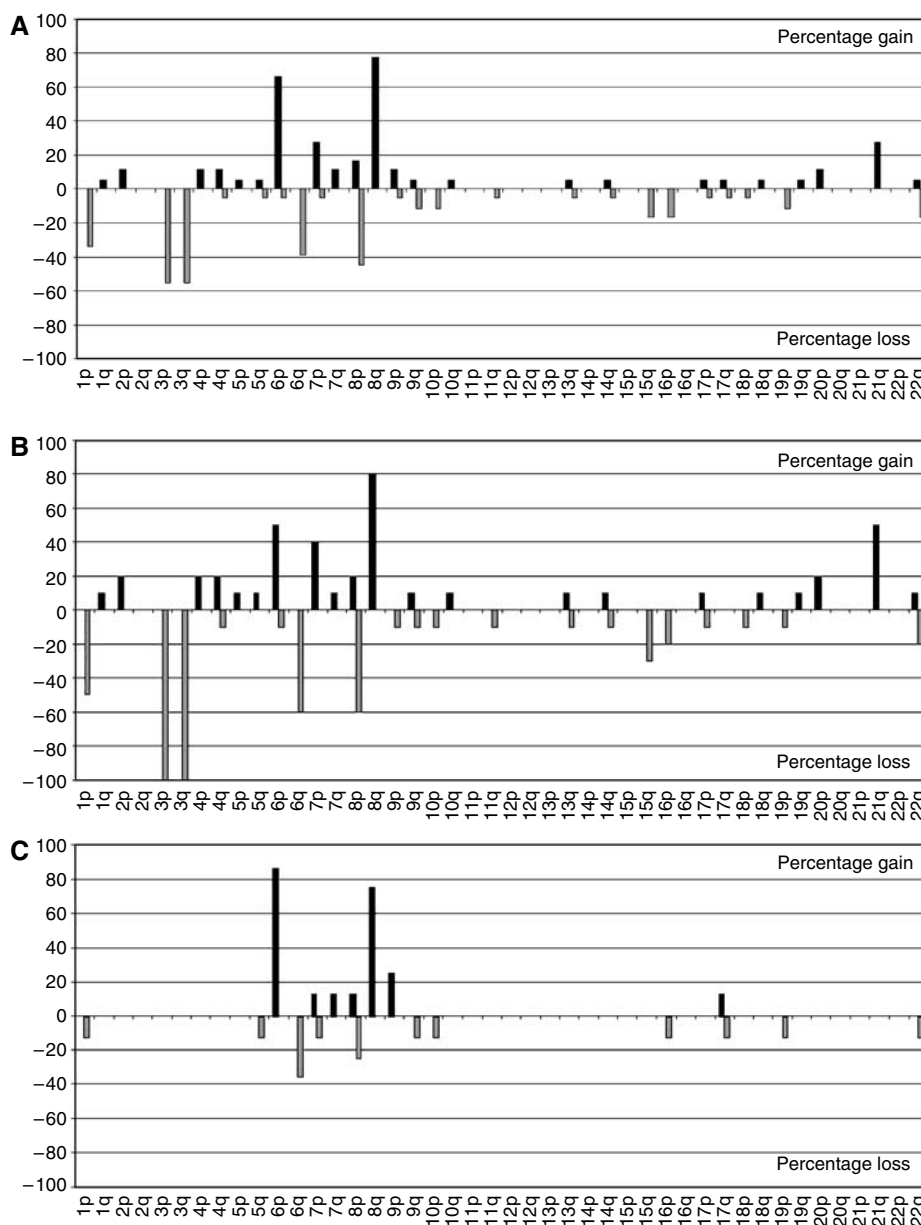 A
100
80
60
40
20
0
−20
−40
−60
−80
−100
Percentage gain
Percentage loss
1p 1q 2p 2q 3p 3q 4p 4q 5p 5q 6p 6q 7p 7q 8p 8q 9p 9q 10p 10q 11p 11q 12p 12q 13p 13q 14p 14q 15p 15q 16p 16q 17p 17q 18p 18q 19p 19q 20p 20q 21p 21q 22p 22q
B
100
80
60
40
20
0
−20
−40
−60
−80
−100
Percentage gain
Percentage loss
1p 1q 2p 2q 3p 3q 4p 4q 5p 5q 6p 6q 7p 7q 8p 8q 9p 9q 10p 10q 11p 11q 12p 12q 13p 13q 14p 14q 15p 15q 16p 16q 17p 17q 18p 18q 19p 19q 20p 20q 21p 21q 22p 22q
C
100
80
60
40
20
0
−20
−40
−60
−80
−100
Percentage gain
Percentage loss
1p 1q 2p 2q 3p 3q 4p 4q 5p 5q 6p 6q 7p 7q 8p 8q 9p 9q 10p 10q 11p 11q 12p 12q 13p 13q 14p 14q 15p 15q 16p 16q 17p 17q 18p 18q 19p 19q 20p 20q 21p 21q 22p 22q